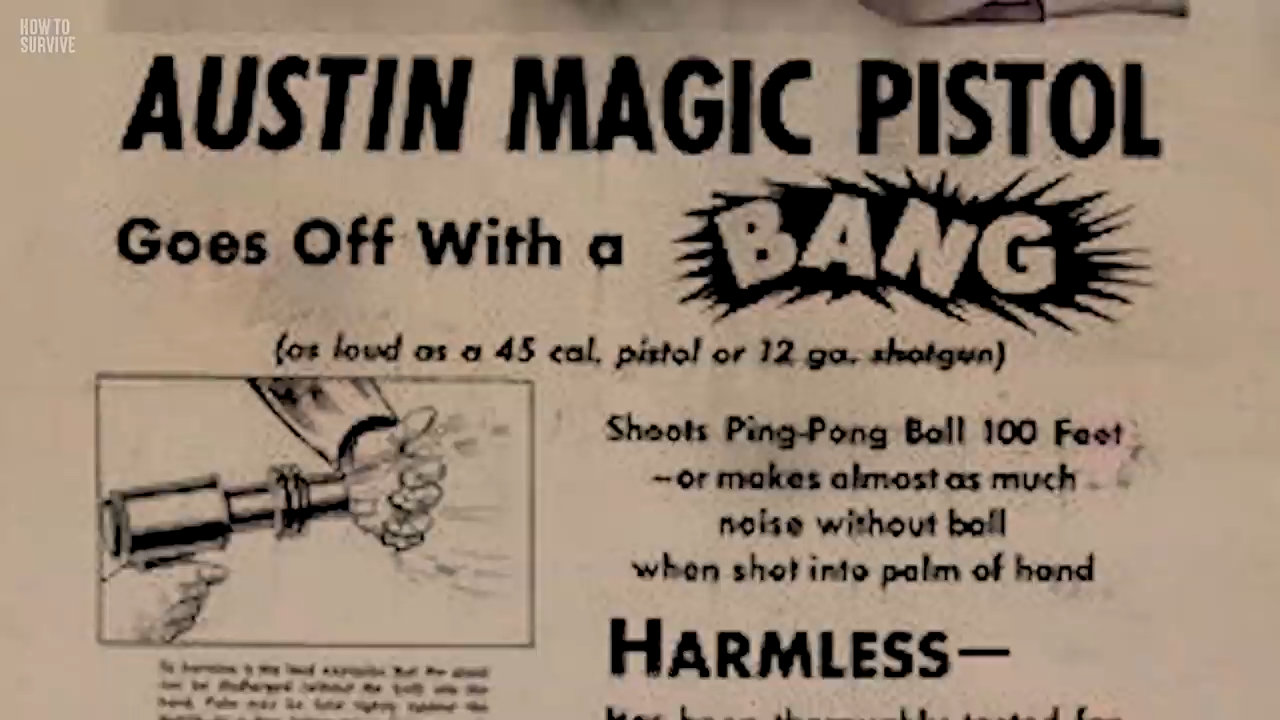 HOW TO
SURVIVE
AUSTIN MAGIC PISTOL
Goes Off With a BANG
(as loud as a 45 cal. pistol or 12 ga. shotgun)
Shoots Ping-Pong Ball 100 Feet
—or makes almost as much
noise without ball
when shot into palm of hand
HARMLESS—